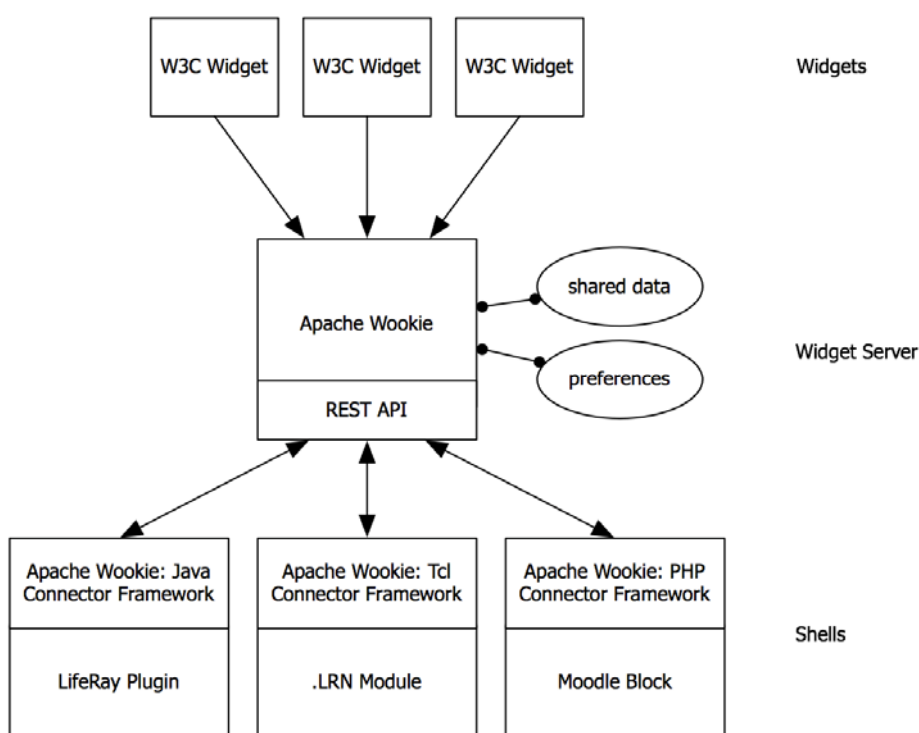 W3C Widget
W3C Widget
W3C Widget
Widgets
shared data
Apache Wookie
Widget Server
preferences
REST API
Apache Wookie: Java
Connector Framework
Apache Wookie: Tcl
Connector Framework
Apache Wookie: PHP
Connector Framework
Shells
LifeRay Plugin
.LRN Module
Moodle Block